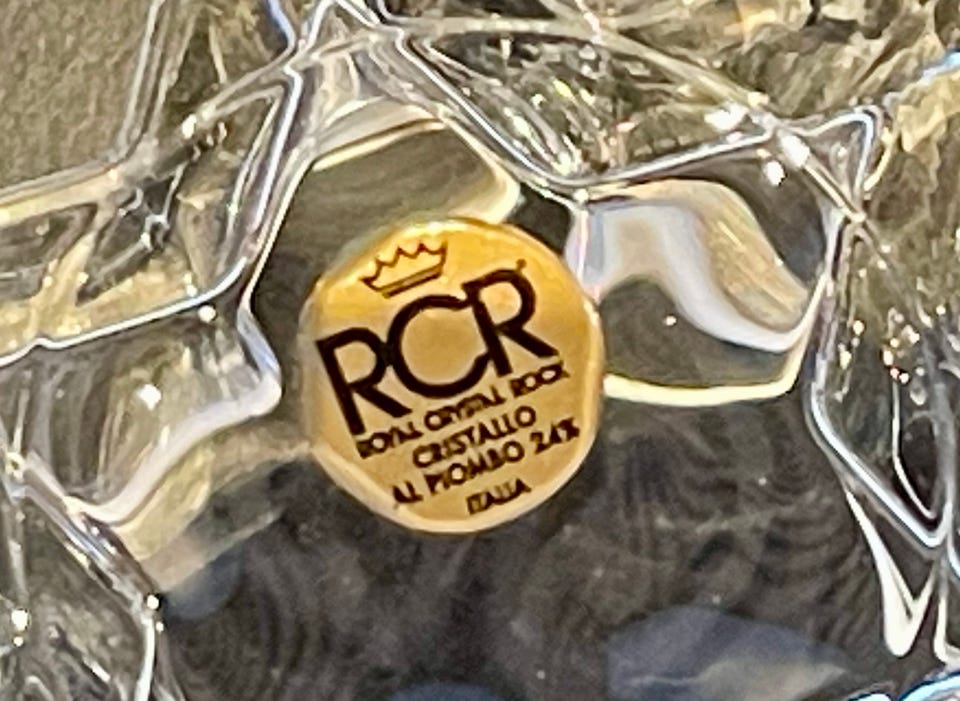 RCR
ROYAL CRYSTAL ROCK
CRISTALLO
AL PIOMBO 24%
ITALIA